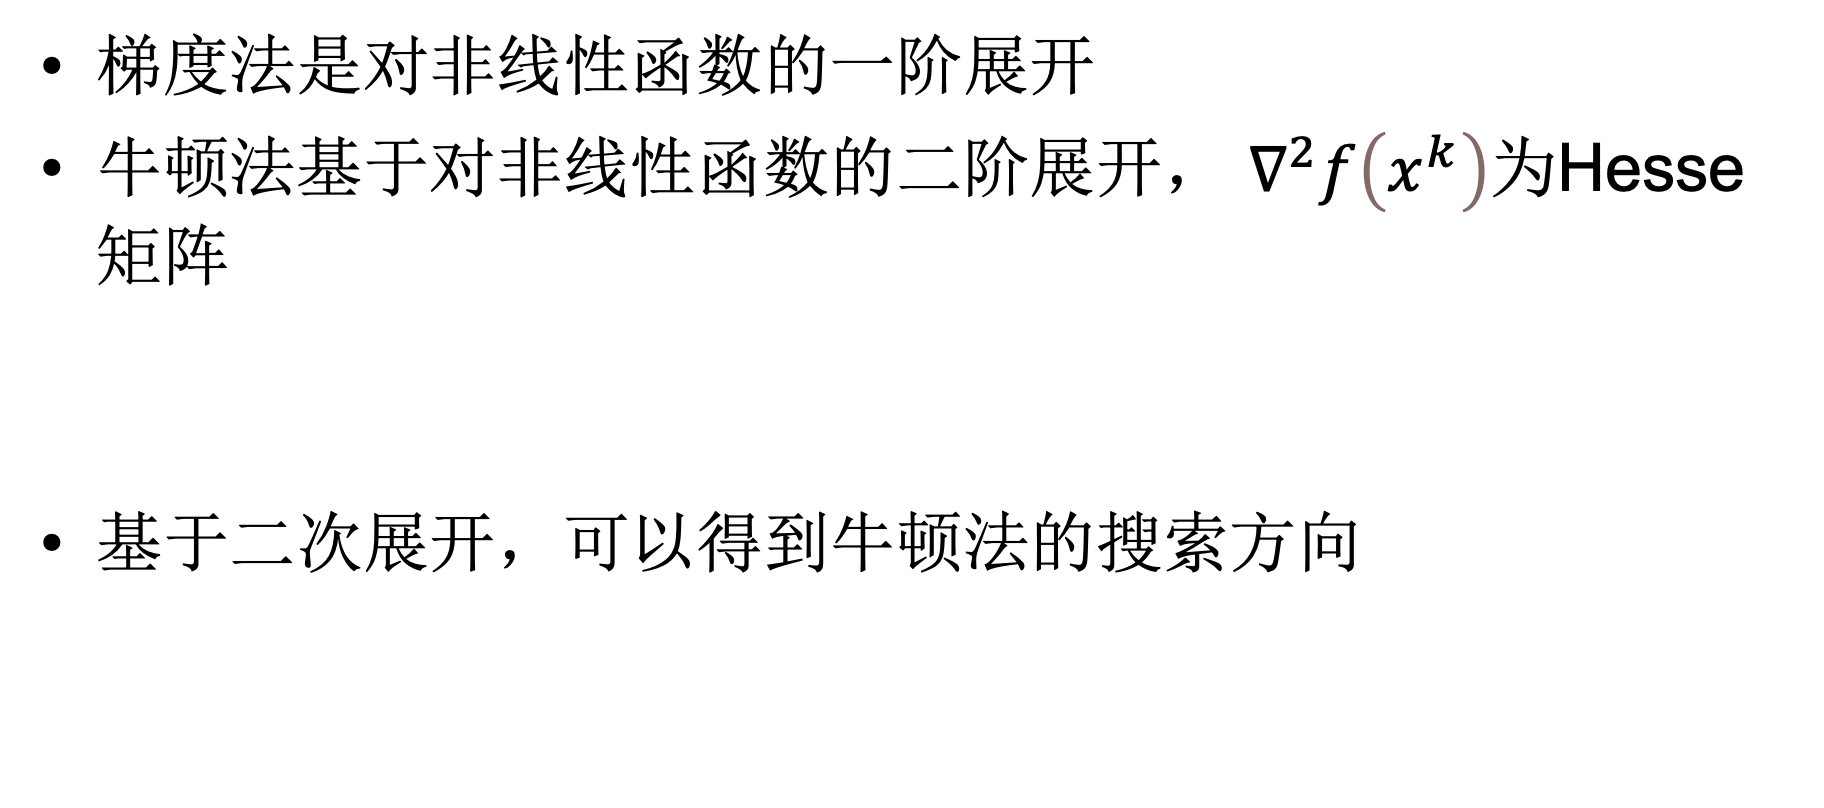 • 梯度法是对非线性函数的一阶展开
• 牛顿法基于对非线性函数的二阶展开， ∇²f(xᵏ)为Hesse
矩阵
• 基于二次展开，可以得到牛顿法的搜索方向